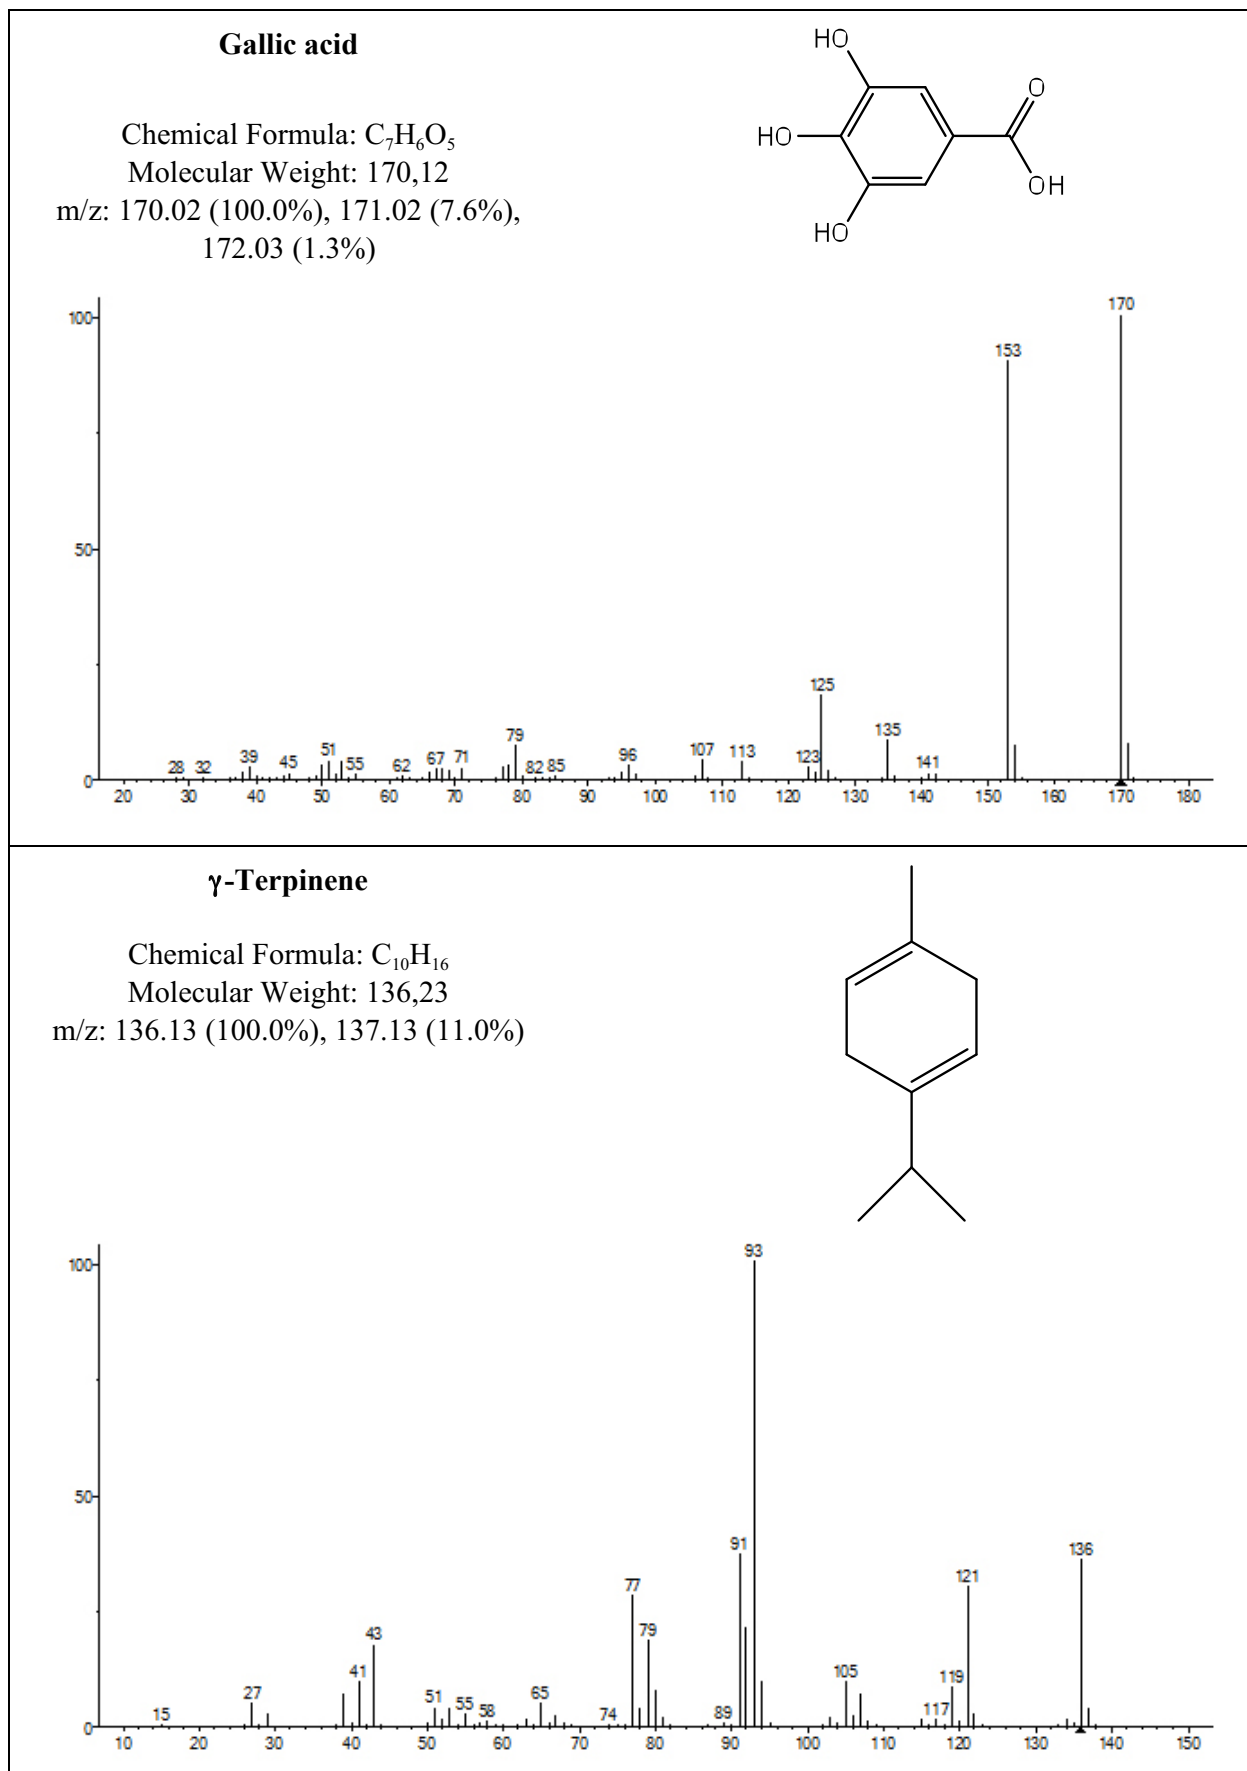 Gallic acid
Chemical Formula: C₇H₆O₅
Molecular Weight: 170,12
m/z: 170.02 (100.0%), 171.02 (7.6%),
172.03 (1.3%)
HO
O
HO
OH
HO
100
50
0
28 32 39 45 51 55 62 67 71 79 82 85 96 107 113 123 125 135 141 153 170
20 30 40 50 60 70 80 90 100 110 120 130 140 150 160 170 180
γ-Terpinene
Chemical Formula: C₁₀H₁₆
Molecular Weight: 136,23
m/z: 136.13 (100.0%), 137.13 (11.0%)
100
50
0
15 27 41 43 51 55 58 65 74 77 79 89 91 93 105 117 119 121 136
10 20 30 40 50 60 70 80 90 100 110 120 130 140 150